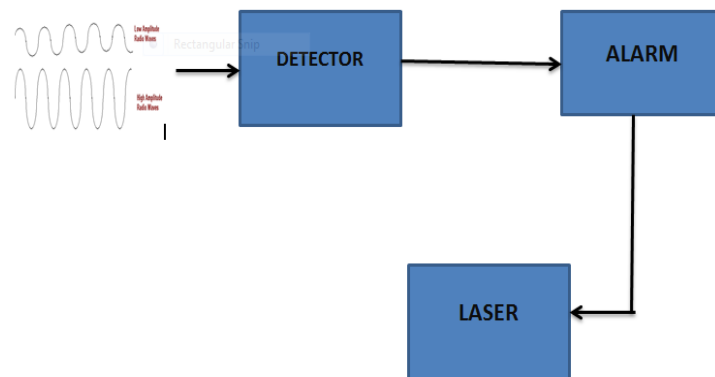 Low Amplitude
Radio Waves
Rectangular Snip
DETECTOR
ALARM
High Amplitude
Radio Waves
LASER